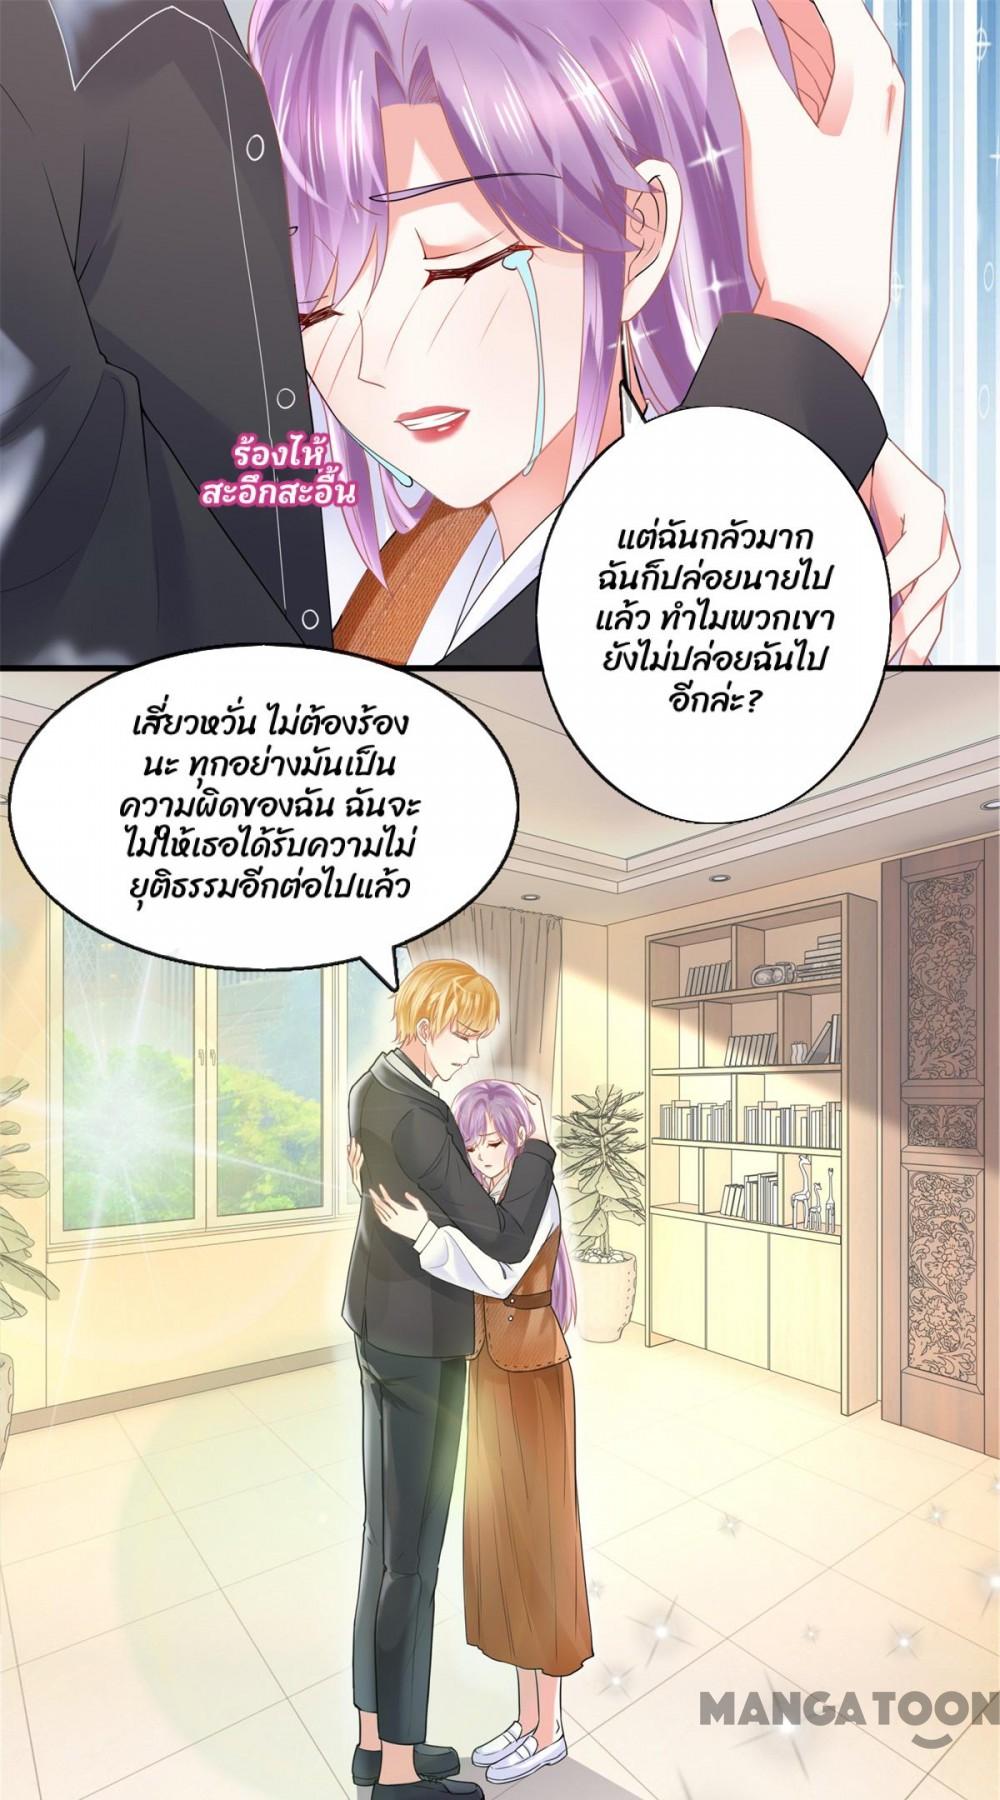 ร้องไห้
สะอึกสะอื้น
แต่ฉันกลัวมาก
ฉันก็ปล่อยนายไป
แล้ว ทำไมพวกเขา
ยังไม่ปล่อยฉันไป
อีกล่ะ?
เสี่ยวหวั่น ไม่ต้องร้อง
นะ ทุกอย่างมันเป็น
ความผิดของฉัน ฉันจะ
ไม่ให้เธอได้รับความไม่
ยุติธรรมอีกต่อไปแล้ว
MANGATOON